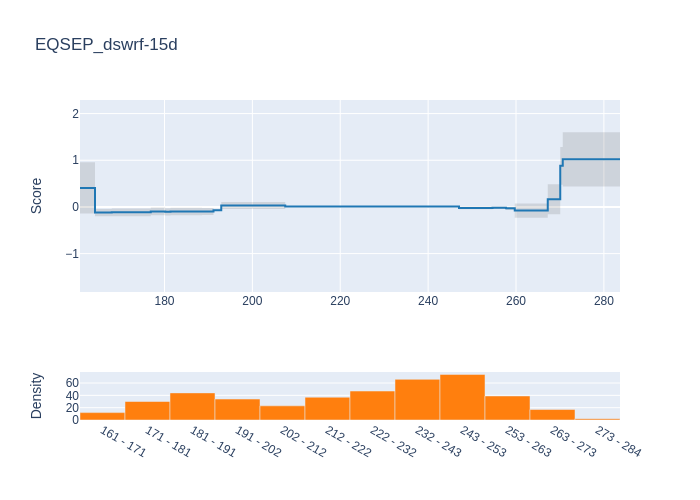 EQSEP_dswrf-15d
Score
2
1
0
−1
180
200
220
240
260
280
Density
60
40
20
0
161 - 171
171 - 181
181 - 191
191 - 202
202 - 212
212 - 222
222 - 232
232 - 243
243 - 253
253 - 263
263 - 273
273 - 284